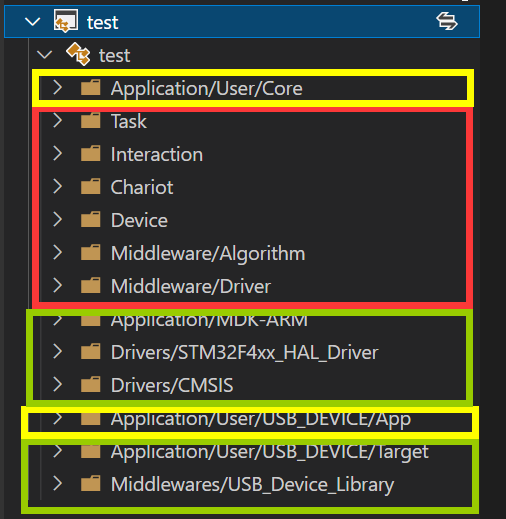 test
test
Application/User/Core
Task
Interaction
Chariot
Device
Middleware/Algorithm
Middleware/Driver
Application/MDK-ARM
Drivers/STM32F4xx_HAL_Driver
Drivers/CMSIS
Application/User/USB_DEVICE/App
Application/User/USB_DEVICE/Target
Middlewares/USB_Device_Library